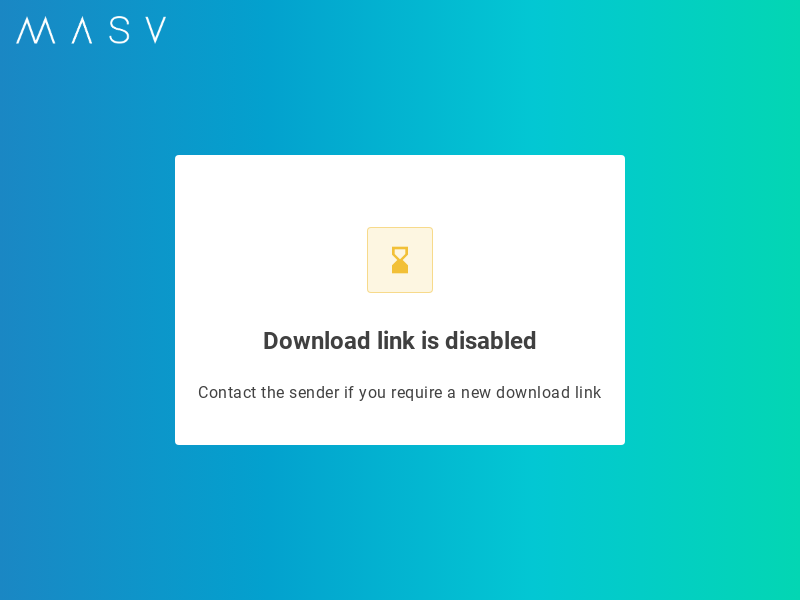 MASV
Download link is disabled
Contact the sender if you require a new download link